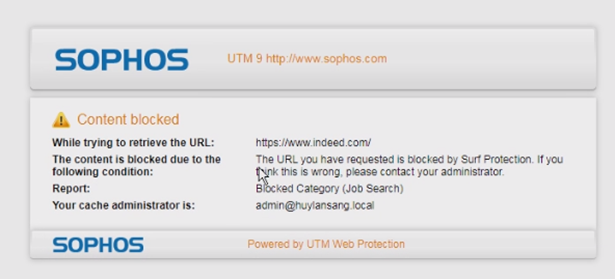 SOPHOS UTM 9 http://www.sophos.com
Content blocked
While trying to retrieve the URL: https://www.indeed.com/
The content is blocked due to the The URL you have requested is blocked by Surf Protection. If you
following condition: think this is wrong, please contact your administrator.
Report: Blocked Category (Job Search)
Your cache administrator is: admin@huylansang.local
SOPHOS Powered by UTM Web Protection